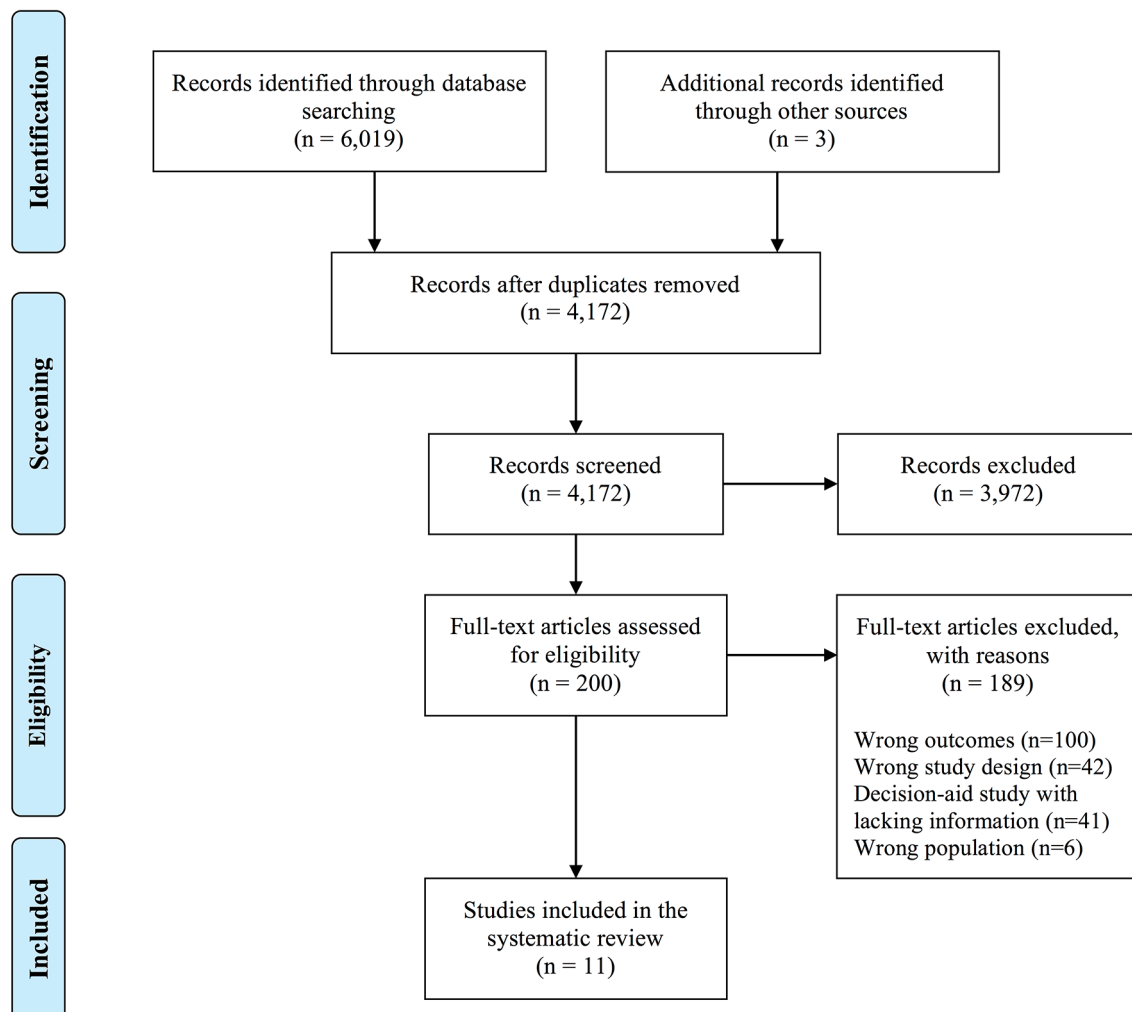 Identification
Records identified through database
searching
(n = 6,019)
Additional records identified
through other sources
(n = 3)
Records after duplicates removed
(n = 4,172)
Screening
Records screened
(n = 4,172)
Records excluded
(n = 3,972)
Eligibility
Full-text articles assessed
for eligibility
(n = 200)
Full-text articles excluded,
with reasons
(n = 189)
Wrong outcomes (n=100)
Wrong study design (n=42)
Decision-aid study with
lacking information (n=41)
Wrong population (n=6)
Included
Studies included in the
systematic review
(n = 11)